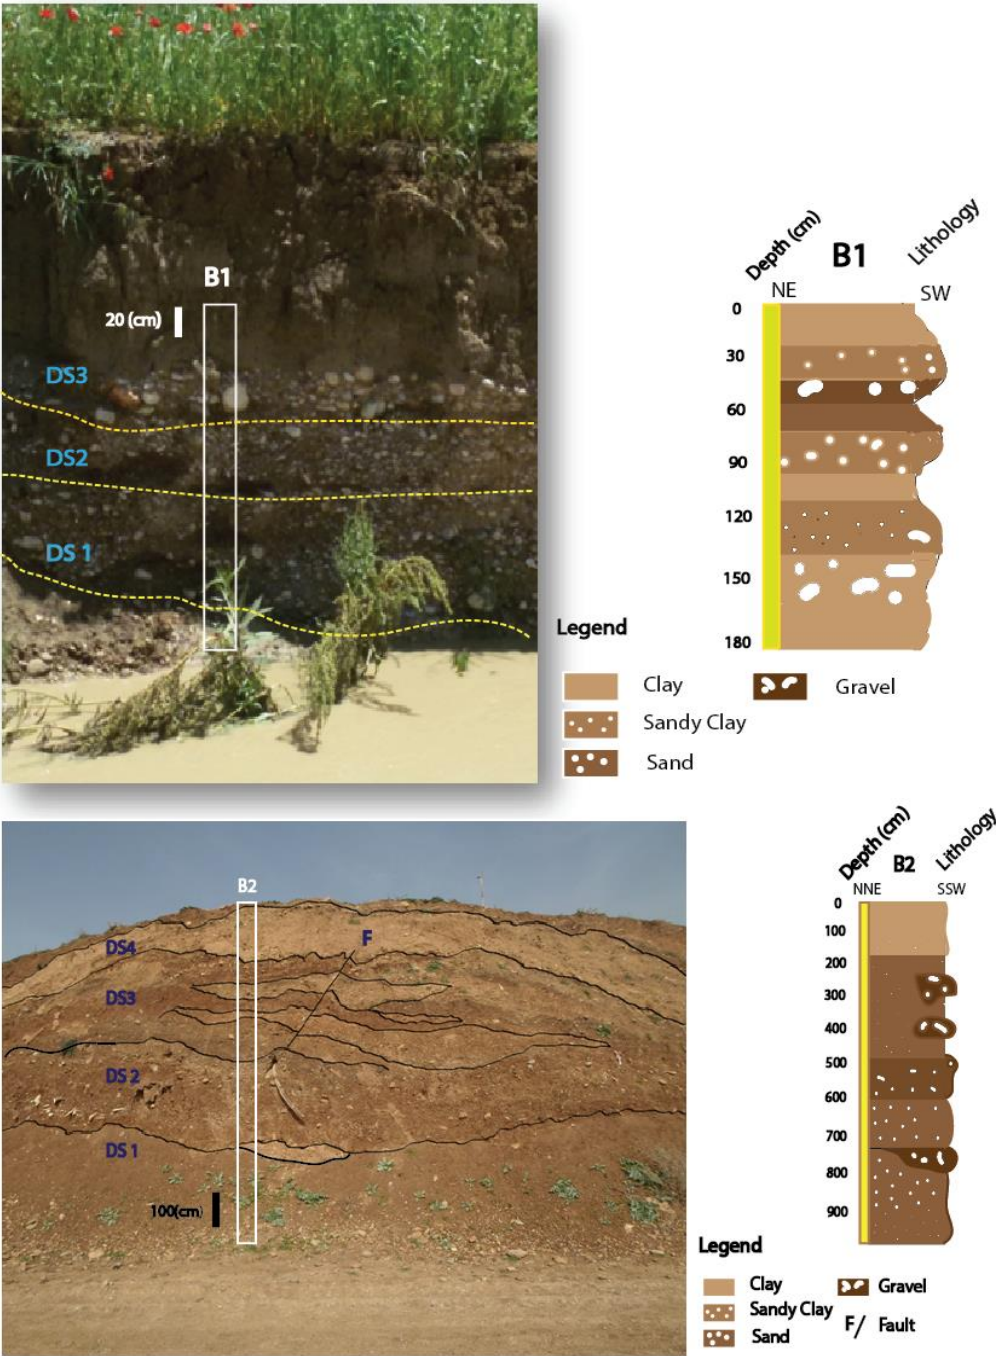 B1
20 (cm)
DS3
DS2
DS 1
Depth (cm)
B1
Lithology
NE
SW
0
30
60
90
120
150
180
Legend
Clay
Gravel
Sandy Clay
Sand
B2
DS4
F
DS3
DS 2
DS 1
100(cm)
Depth (cm)
B2
Lithology
NNE
SSW
0
100
200
300
400
500
600
700
800
900
Legend
Clay
Gravel
Sandy Clay
F/ Fault
Sand